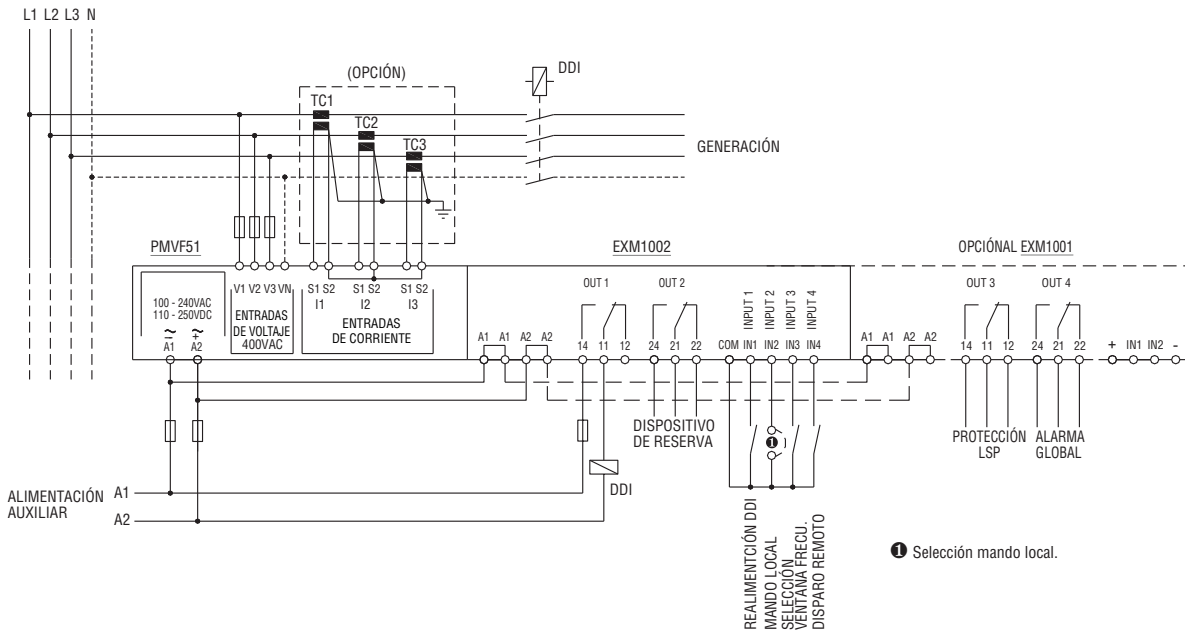 L1 L2 L3 N
(OPCIÓN)
DDI
TC1
TC2
TC3
GENERACIÓN
PMVF51
EXM1002
OPCIÓNAL EXM1001
V1 V2 V3 VN
S1 S2
S1 S2
S1 S2
I1
I2
I3
100 - 240VAC
110 - 250VDC
~
~
–
+
A1
A2
ENTRADAS
DE VOLTAJE
400VAC
ENTRADAS
DE CORRIENTE
OUT 1
OUT 2
INPUT 1
INPUT 2
INPUT 3
INPUT 4
OUT 3
OUT 4
A1 A1 A2 A2
14 11 12
24 21 22
COM IN1 IN2 IN3 IN4
A1 A1 A2 A2
14 11 12
24 21 22
+ IN1 IN2 -
DISPOSITIVO
DE RESERVA
❶
PROTECCIÓN
LSP
ALARMA
GLOBAL
DDI
ALIMENTACIÓN
AUXILIAR
A1
A2
REALIMENTCIÓN DDI
MANDO LOCAL
SELECCIÓN
VENTANA FRECU.
DISPARO REMOTO
❶ Selección mando local.